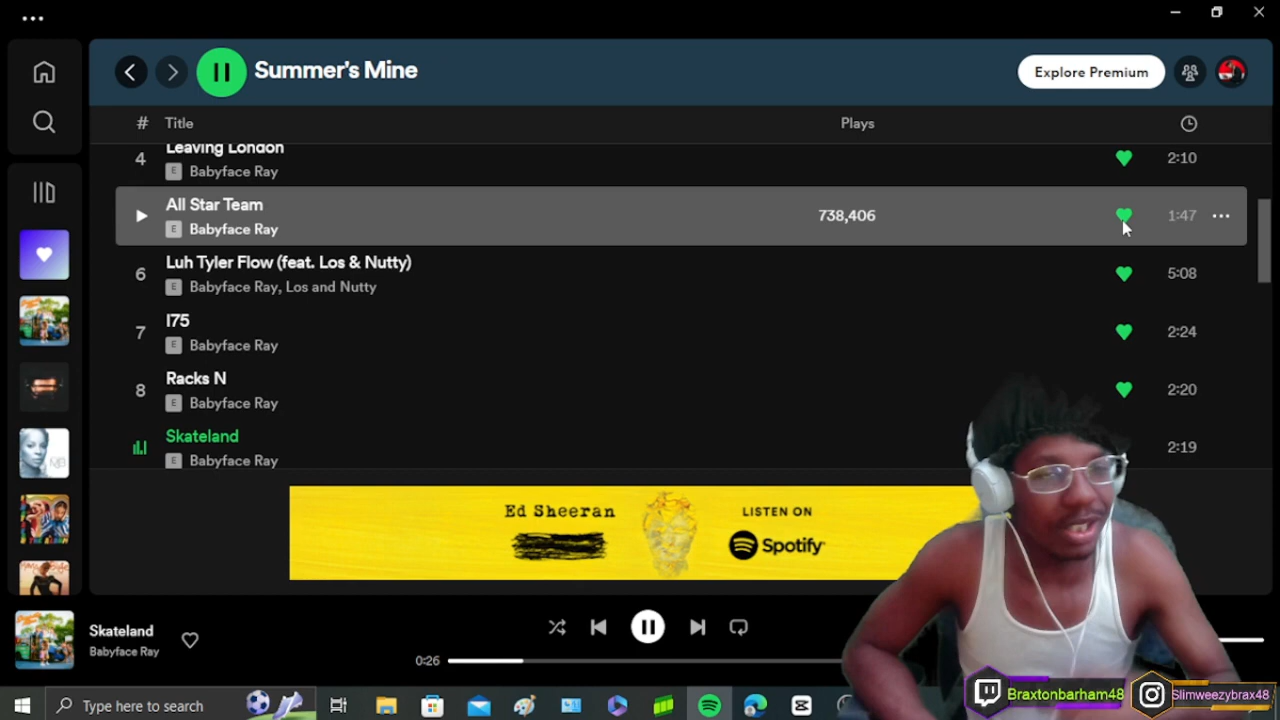 Summer's Mine
Explore Premium
# Title Plays
4 Leaving London 2:10
E Babyface Ray
All Star Team 738,406 1:47
E Babyface Ray
6 Luh Tyler Flow (feat. Los & Nutty) 5:08
E Babyface Ray, Los and Nutty
7 I75 2:24
E Babyface Ray
8 Racks N 2:20
E Babyface Ray
Skateland 2:19
E Babyface Ray
Ed Sheeran LISTEN ON
Spotify
Skateland
Babyface Ray
0:26
Type here to search
Braxtonbarham48
Slimweezybrax48